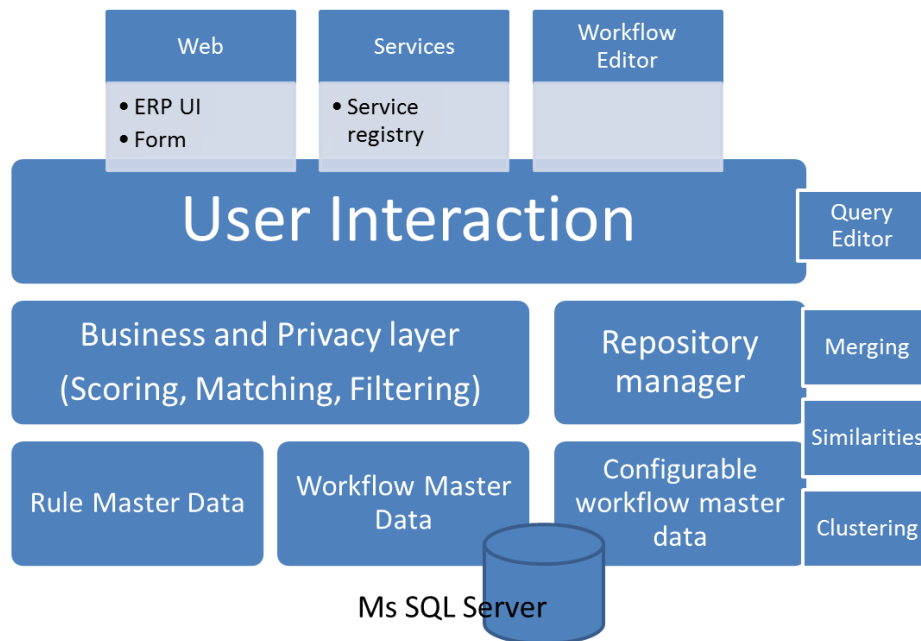 Web
• ERP UI
• Form
Services
• Service
registry
Workflow
Editor
User Interaction
Query
Editor
Business and Privacy layer
(Scoring, Matching, Filtering)
Repository
manager
Merging
Similarities
Clustering
Rule Master Data
Workflow Master
Data
Configurable
workflow master
data
Ms SQL Server